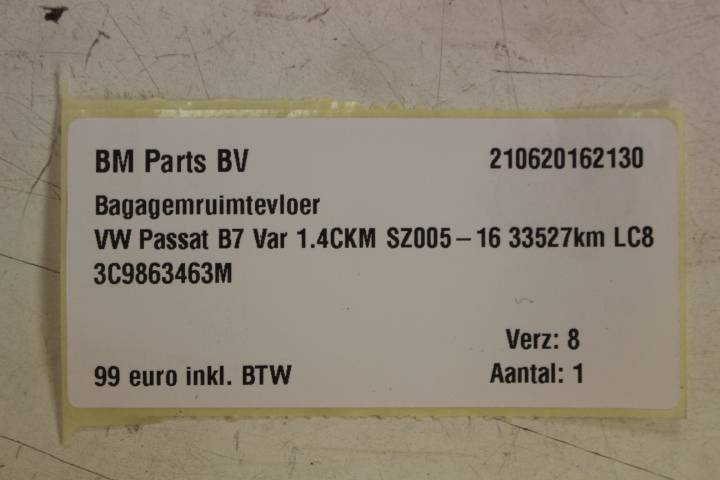 BM Parts BV 210620162130
Bagagemruimtevloer
VW Passat B7 Var 1.4CKM SZ005-16 33527km LC8
3C9863463M
Verz: 8
99 euro inkl. BTW Aantal: 1